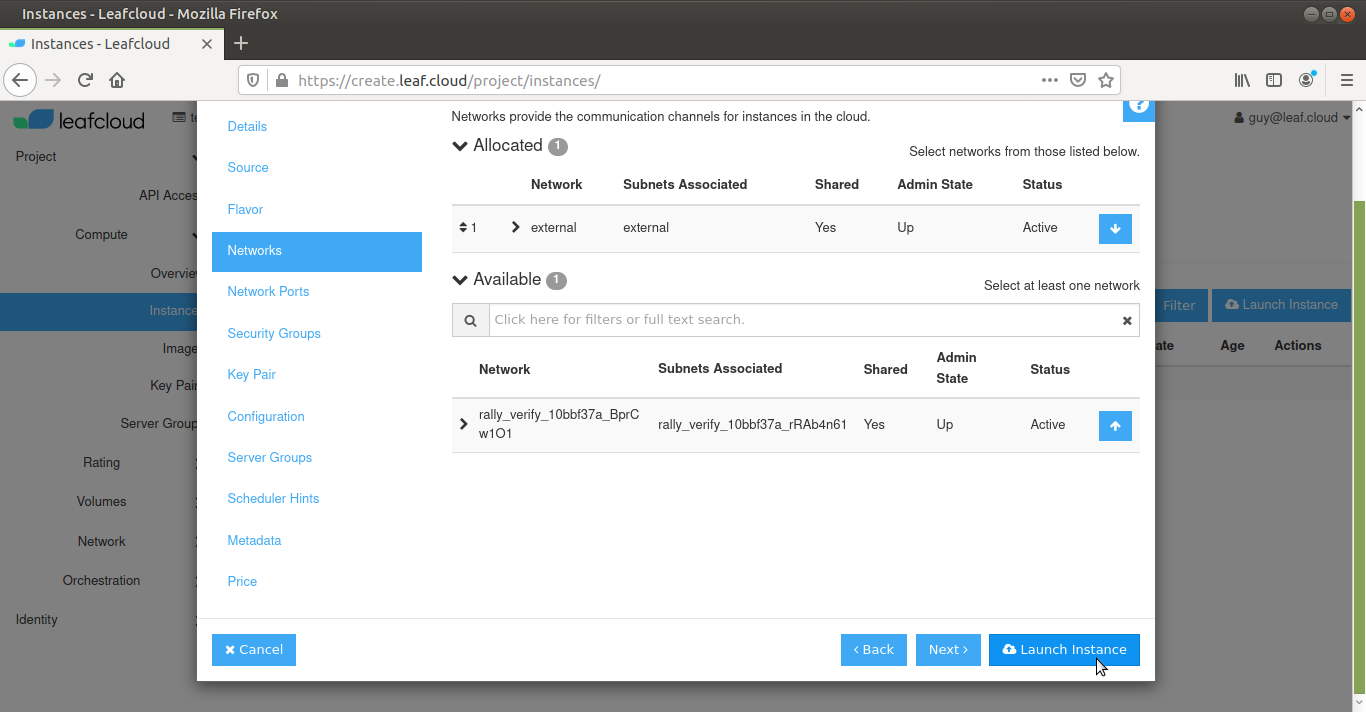 Instances - Leafcloud - Mozilla Firefox
Instances - Leafcloud
https://create.leaf.cloud/project/instances/
leafcloud
guy@leaf.cloud
Project
API Acces
Compute
Overvie
Instance
Image
Key Pair
Server Group
Rating
Volumes
Network
Orchestration
Identity
Details
Source
Flavor
Networks
Network Ports
Security Groups
Key Pair
Configuration
Server Groups
Scheduler Hints
Metadata
Price
Networks provide the communication channels for instances in the cloud.
?
Allocated 1
Select networks from those listed below.
Network Subnets Associated Shared Admin State Status
1 external external Yes Up Active
Available 1
Select at least one network
Click here for filters or full text search.
Network Subnets Associated Shared Admin State Status
rally_verify_10bbf37a_BprC
w1O1
rally_verify_10bbf37a_rRAb4n61 Yes Up Active
Filter Launch Instance
ate Age Actions
Cancel
Back Next Launch Instance